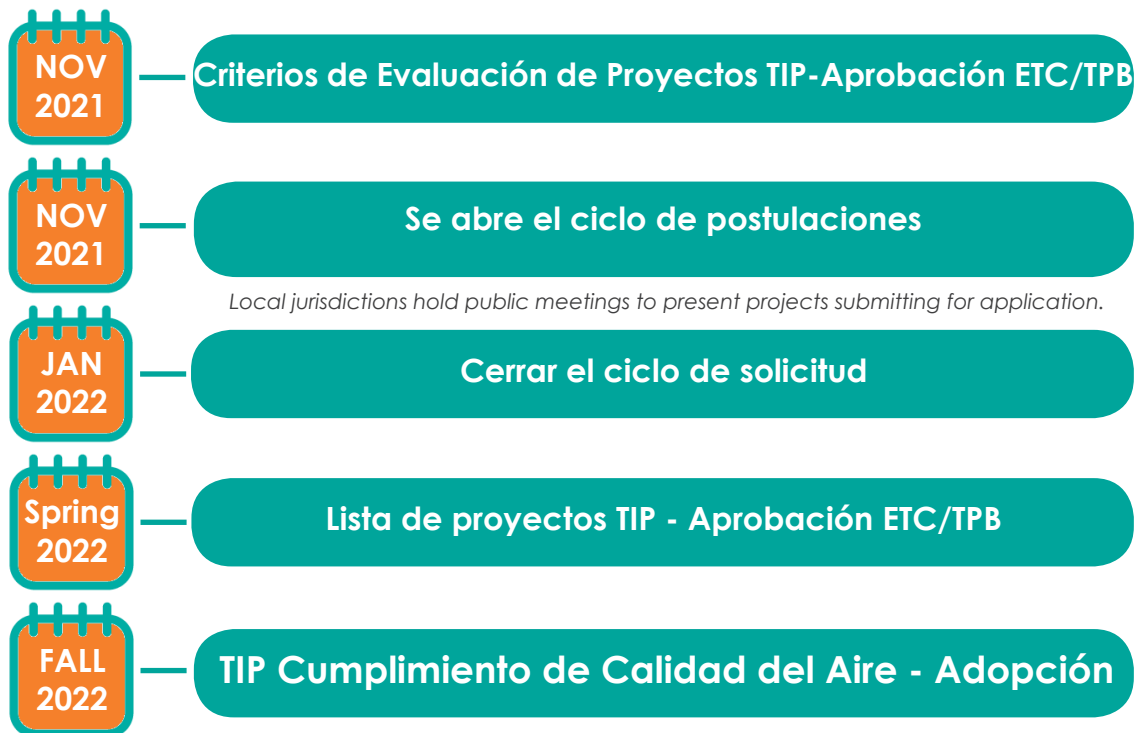 NOV
2021
Criterios de Evaluación de Proyectos TIP-Aprobación ETC/TPB
NOV
2021
Se abre el ciclo de postulaciones
Local jurisdictions hold public meetings to present projects submitting for application.
JAN
2022
Cerrar el ciclo de solicitud
Spring
2022
Lista de proyectos TIP - Aprobación ETC/TPB
FALL
2022
TIP Cumplimiento de Calidad del Aire - Adopción